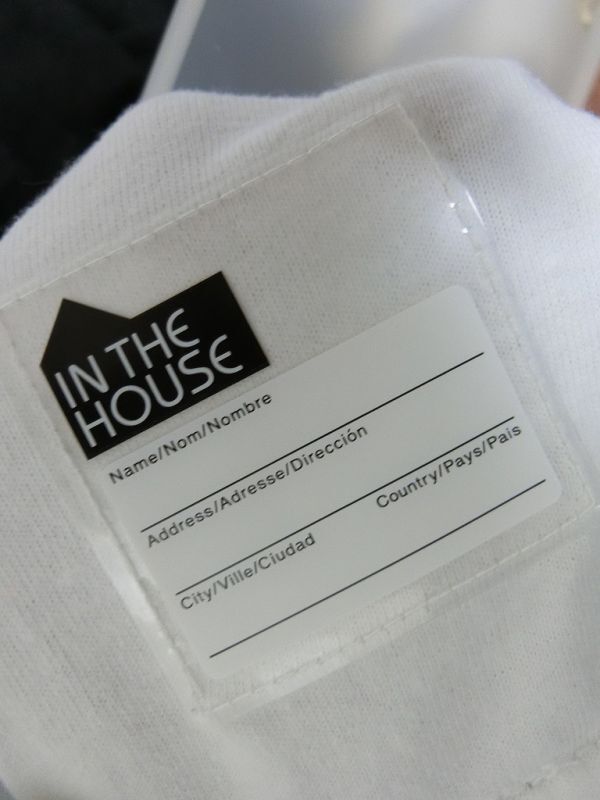 IN THE
HOUSE
Name/Nom/Nombre
Address/Adresse/Dirección
City/Ville/Ciudad Country/Pays/Pais